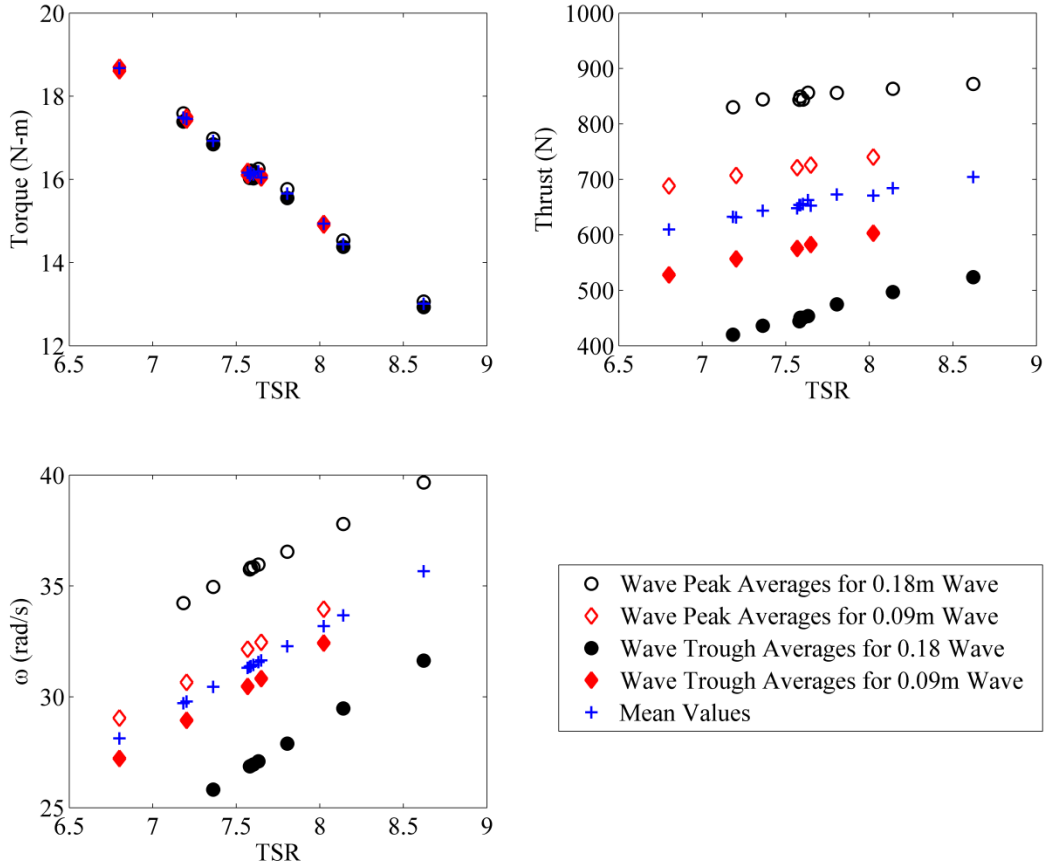 20
18
16
14
12
Torque (N-m)
6.5 7 7.5 8 8.5 9
TSR
1000
900
800
700
600
500
400
Thrust (N)
6.5 7 7.5 8 8.5 9
TSR
40
35
30
25
ω (rad/s)
6.5 7 7.5 8 8.5 9
TSR
Wave Peak Averages for 0.18m Wave
Wave Peak Averages for 0.09m Wave
Wave Trough Averages for 0.18 Wave
Wave Trough Averages for 0.09m Wave
Mean Values